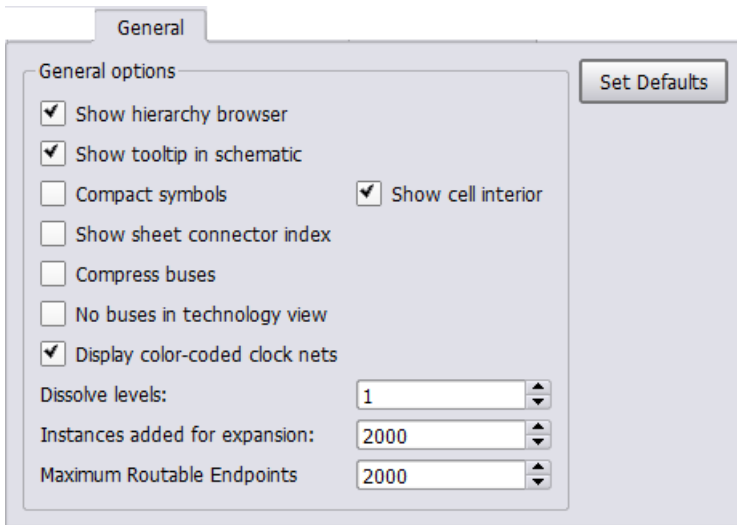 General
General options
Set Defaults
Show hierarchy browser
Show tooltip in schematic
Compact symbols Show cell interior
Show sheet connector index
Compress buses
No buses in technology view
Display color-coded clock nets
Dissolve levels: 1
Instances added for expansion: 2000
Maximum Routable Endpoints 2000